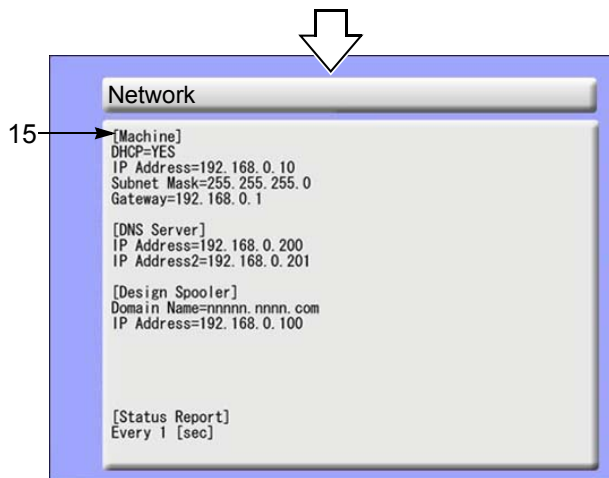 Network
15
[Machine]
DHCP=YES
IP Address=192.168.0.10
Subnet Mask=255.255.255.0
Gateway=192.168.0.1
[DNS Server]
IP Address=192.168.0.200
IP Address2=192.168.0.201
[Design Spooler]
Domain Name=nnnnn.nnnn.com
IP Address=192.168.0.100
[Status Report]
Every 1 [sec]